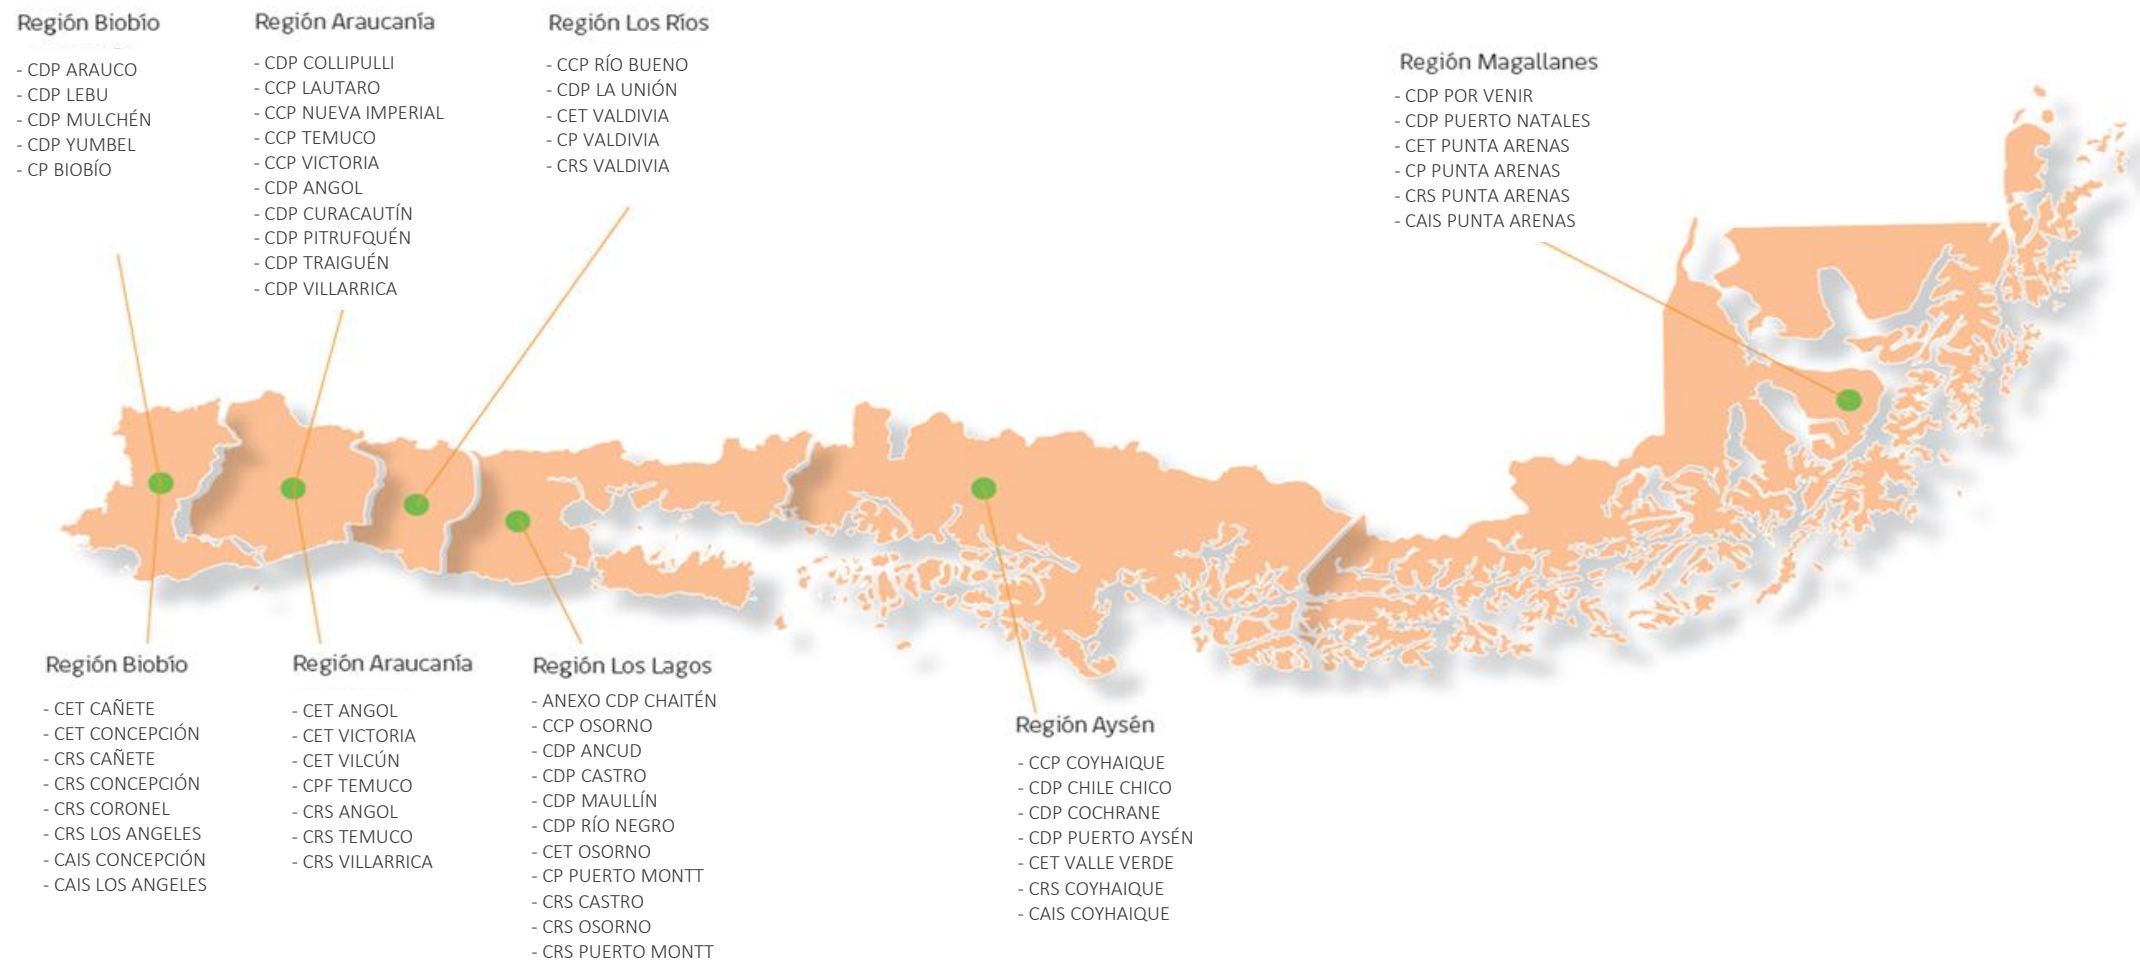 Región Biobío
- CDP ARAUCO
- CDP LEBU
- CDP MULCHÉN
- CDP YUMBEL
- CP BIOBÍO
Región Araucanía
- CDP COLLIPULLI
- CCP LAUTARO
- CCP NUEVA IMPERIAL
- CCP TEMUCO
- CCP VICTORIA
- CDP ANGOL
- CDP CURACAUTÍN
- CDP PITRUFQUÉN
- CDP TRAIGUÉN
- CDP VILLARRICA
Región Los Ríos
- CCP RÍO BUENO
- CDP LA UNIÓN
- CET VALDIVIA
- CP VALDIVIA
- CRS VALDIVIA
Región Magallanes
- CDP POR VENIR
- CDP PUERTO NATALES
- CET PUNTA ARENAS
- CP PUNTA ARENAS
- CRS PUNTA ARENAS
- CAIS PUNTA ARENAS
Región Biobío
- CET CAÑETE
- CET CONCEPCIÓN
- CRS CAÑETE
- CRS CONCEPCIÓN
- CRS CORONEL
- CRS LOS ANGELES
- CAIS CONCEPCIÓN
- CAIS LOS ANGELES
Región Araucanía
- CET ANGOL
- CET VICTORIA
- CET VILCÚN
- CPF TEMUCO
- CRS ANGOL
- CRS TEMUCO
- CRS VILLARRICA
Región Los Lagos
- ANEXO CDP CHAITÉN
- CCP OSORNO
- CDP ANCUD
- CDP CASTRO
- CDP MAULLÍN
- CDP RÍO NEGRO
- CET OSORNO
- CP PUERTO MONTT
- CRS CASTRO
- CRS OSORNO
- CRS PUERTO MONTT
Región Aysén
- CCP COYHAIQUE
- CDP CHILE CHICO
- CDP COCHRANE
- CDP PUERTO AYSÉN
- CET VALLE VERDE
- CRS COYHAIQUE
- CAIS COYHAIQUE